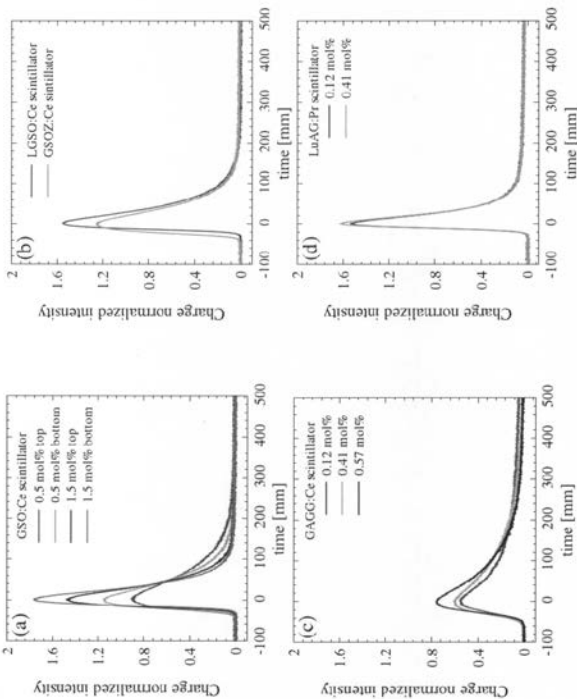 (a)
GSO:Ce scintillator
0.5 mol% top
0.5 mol% bottom
1.5 mol% top
1.5 mol% bottom
Charge normalized intensity
2
1.6
1.2
0.8
0.4
0
-100
0
100
200
300
400
500
time [mm]
(b)
LGSO:Ce scintillator
GSOZ:Ce sintillator
Charge normalized intensity
2
1.6
1.2
0.8
0.4
0
-100
0
100
200
300
400
500
time [mm]
(c)
GAGG:Ce scintillator
0.12 mol%
0.41 mol%
0.57 mol%
Charge normalized intensity
2
1.6
1.2
0.8
0.4
0
-100
0
100
200
300
400
500
time [mm]
(d)
LuAG:Pr scintillator
0.12 mol%
0.41 mol%
Charge normalized intensity
2
1.6
1.2
0.8
0.4
0
-100
0
100
200
300
400
500
time [mm]